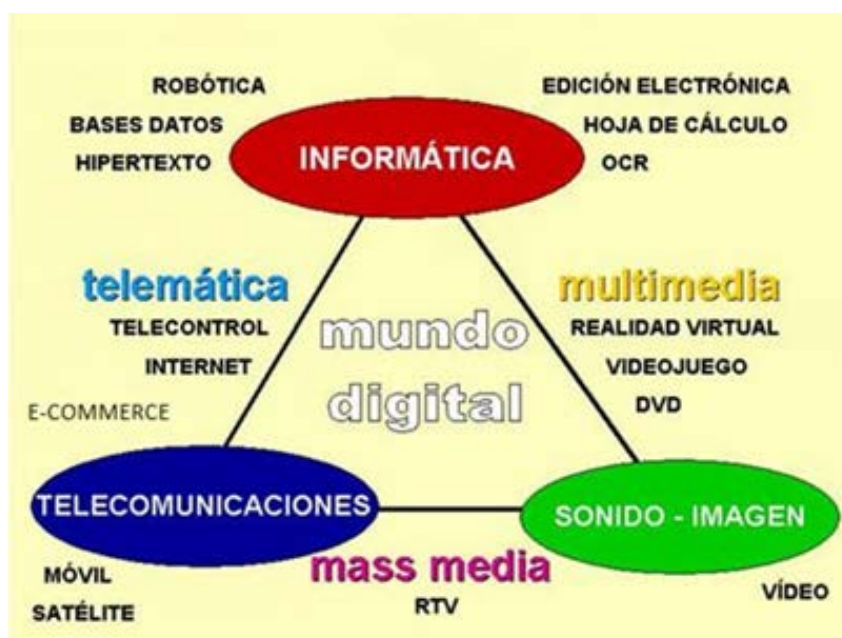 ROBÓTICA
BASES DATOS
HIPERTEXTO
INFORMÁTICA
EDICIÓN ELECTRÓNICA
HOJA DE CÁLCULO
OCR
telemática
TELECONTROL
INTERNET
E-COMMERCE
mundo
digital
multimedia
REALIDAD VIRTUAL
VIDEOJUEGO
DVD
TELECOMUNICACIONES
MÓVIL
SATÉLITE
mass media
RTV
SONIDO - IMAGEN
VÍDEO